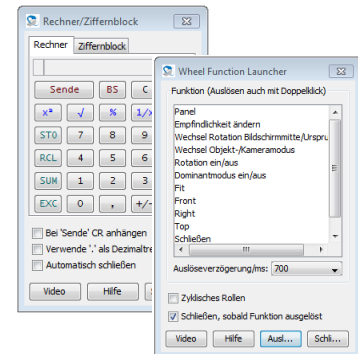 Rechner/Ziffernblock
Rechner Ziffernblock
Sende BS C
x² √ % 1/x
STO 7 8 9
RCL 4 5 6
SUM 1 2 3
EXC 0 , +/-
Bei 'Sende' CR anhängen
Verwende '.' als Dezimaltre
Automatisch schließen
Video Hilfe
Wheel Function Launcher
Funktion (Auslösen auch mit Doppelklick)
Panel
Empfindlichkeit ändern
Wechsel Rotation Bildschirmmitte/Urspru
Wechsel Objekt-/Kameramodus
Rotation ein/aus
Dominantmodus ein/aus
Fit
Front
Right
Top
Schließen
Auslöseverzögerung/ms: 700
Zyklisches Rollen
Schließen, sobald Funktion ausgelöst
Video Hilfe Ausl... Schli...